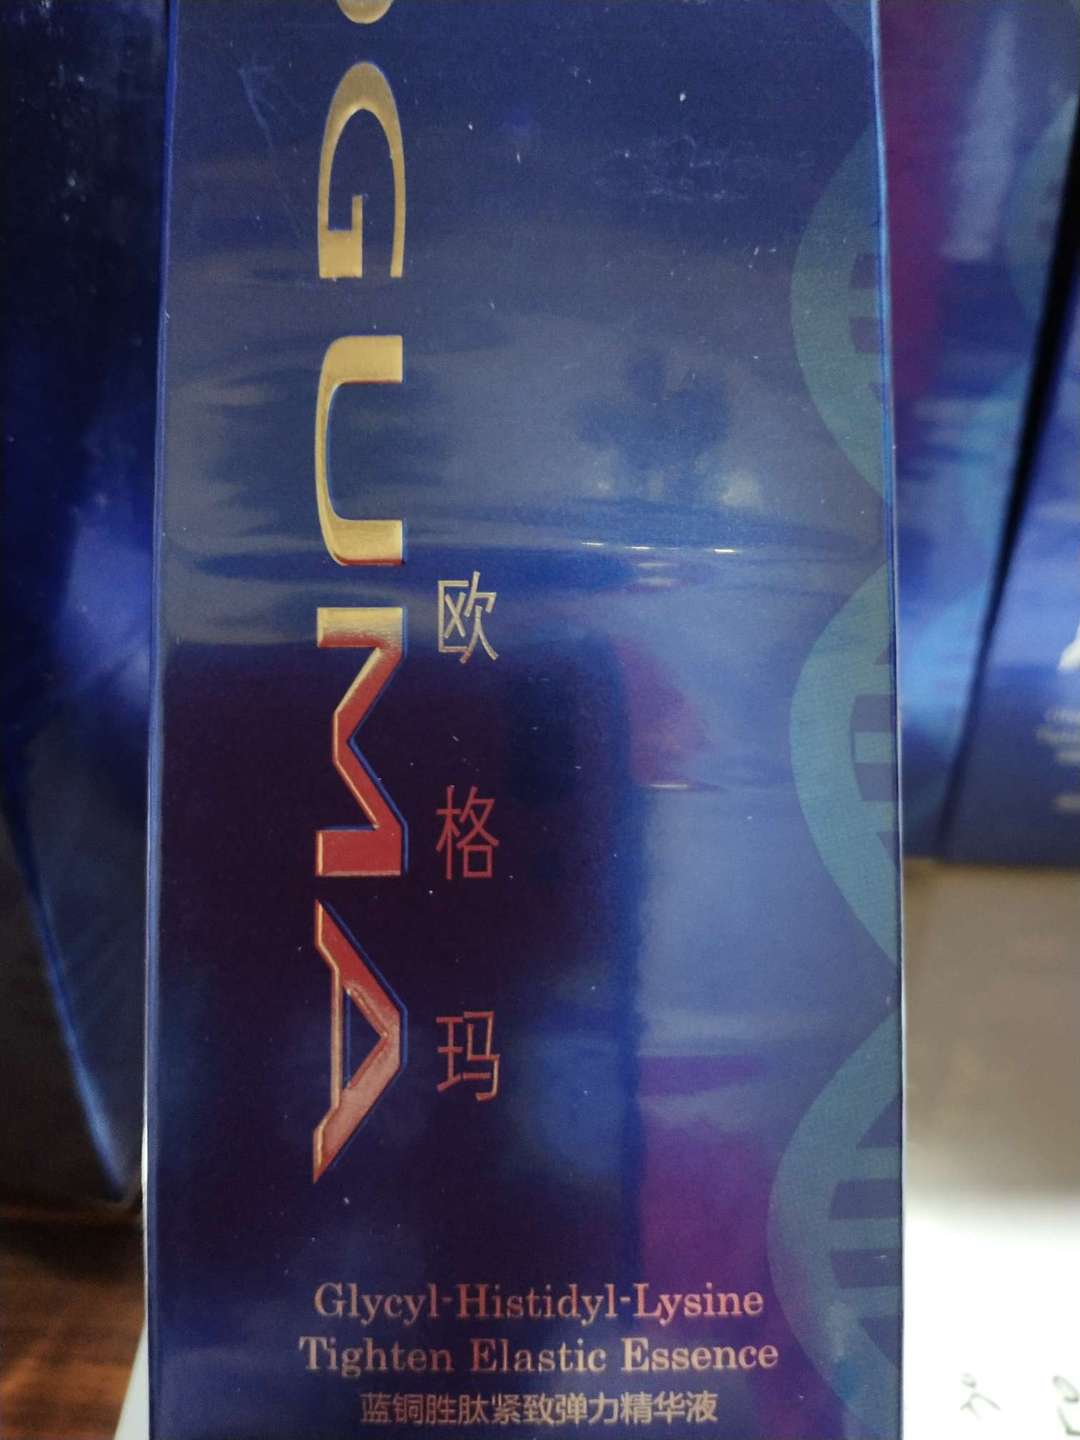 OGUMA
欧格玛
Glycyl-Histidyl-Lysine
Tighten Elastic Essence
蓝铜胜肽紧致弹力精华液